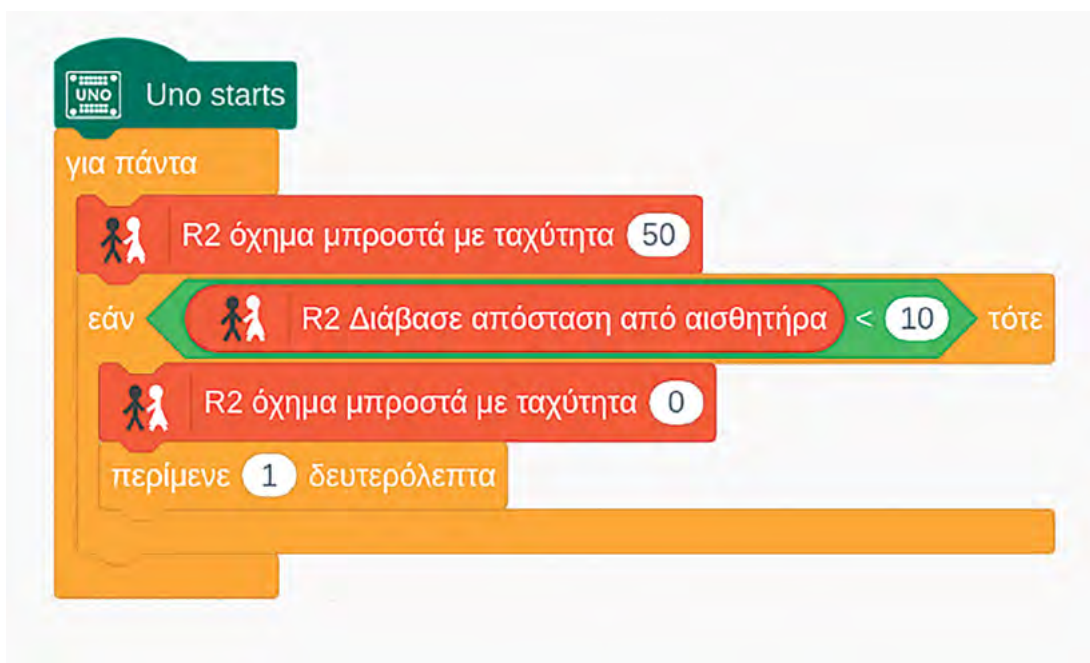 UNO Uno starts
για πάντα
R2 όχημα μπροστά με ταχύτητα 50
εάν R2 Διάβασε απόσταση από αισθητήρα < 10 τότε
R2 όχημα μπροστά με ταχύτητα 0
περίμενε 1 δευτερόλεπτα